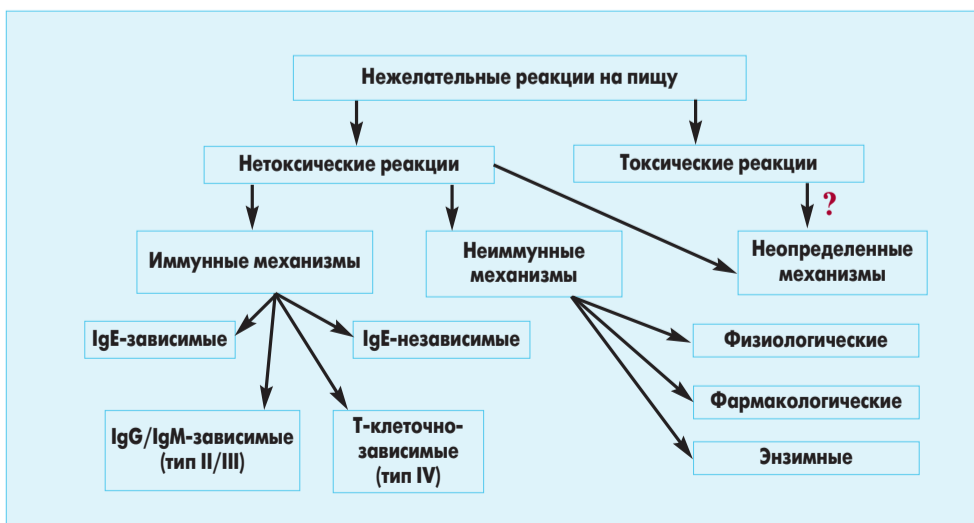 Нежелательные реакции на пищу
Нетоксические реакции
Токсические реакции
?
Иммунные механизмы
Неиммунные
механизмы
Неопределенные
механизмы
IgE-зависимые
IgE-независимые
Физиологические
IgG/IgM-зависимые
(тип II/III)
Т-клеточно-
зависимые
(тип IV)
Фармакологические
Энзимные